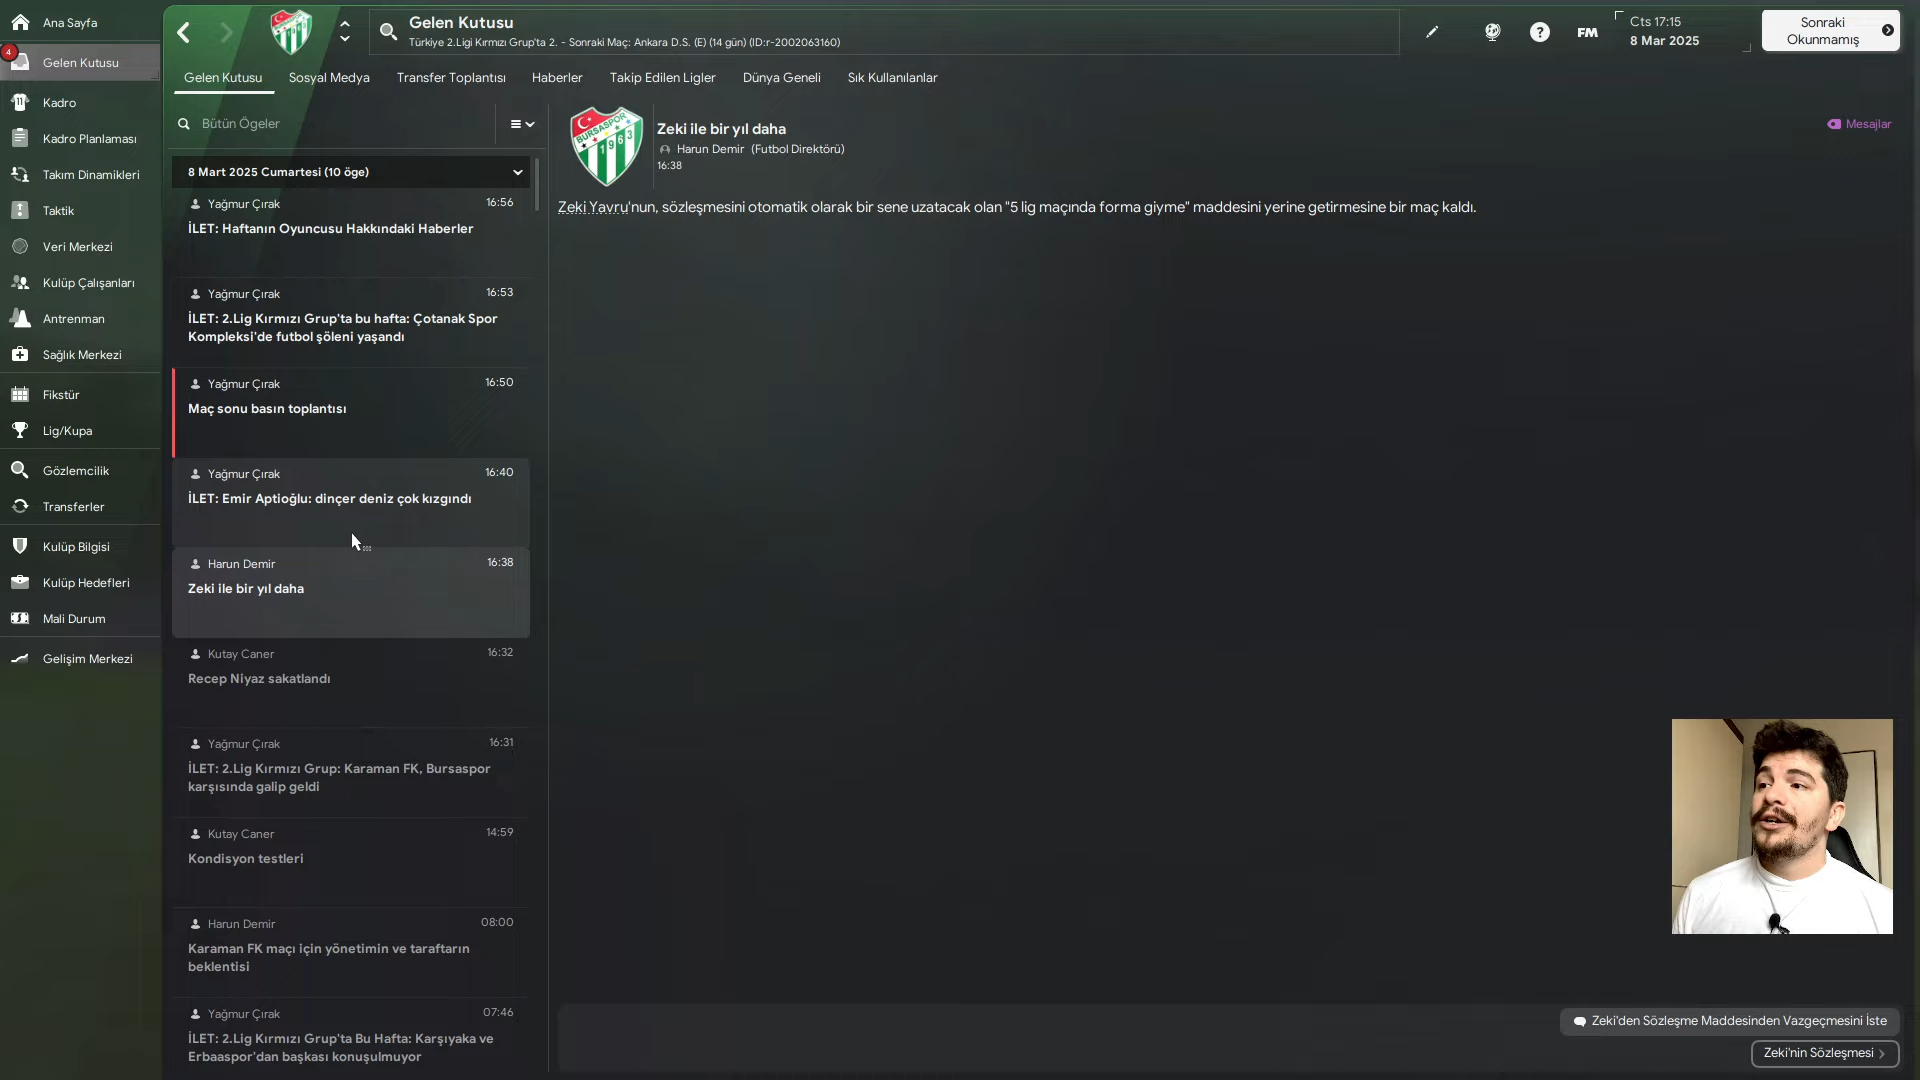 Ana Sayfa
4
Gelen Kutusu
Kadro
Kadro Planlaması
Takım Dinamikleri
Taktik
Veri Merkezi
Kulüp Çalışanları
Antrenman
Sağlık Merkezi
Fikstür
Lig/Kupa
Gözlemcilik
Transferler
Kulüp Bilgisi
Kulüp Hedefleri
Mali Durum
Gelişim Merkezi
Gelen Kutusu
Türkiye 2.Ligi Kırmızı Grup'ta 2. - Sonraki Maç: Ankara D.S. (E) (14 gün) (ID:r-2002063160)
FM
Cts 17:15
8 Mar 2025
Sonraki
Okunmamış
Gelen Kutusu Sosyal Medya Transfer Toplantısı Haberler Takip Edilen Ligler Dünya Geneli Sık Kullanılanlar
Bütün Ögeler
8 Mart 2025 Cumartesi (10 öge)
Yağmur Çırak 16:56
İLET: Haftanın Oyuncusu Hakkındaki Haberler
Yağmur Çırak 16:53
İLET: 2.Lig Kırmızı Grup'ta bu hafta: Çotanak Spor
Kompleksi'de futbol şöleni yaşandı
Yağmur Çırak 16:50
Maç sonu basın toplantısı
Yağmur Çırak 16:40
İLET: Emir Aptioğlu: dinçer deniz çok kızgındı
Harun Demir 16:38
Zeki ile bir yıl daha
Kutay Caner 16:32
Recep Niyaz sakatlandı
Yağmur Çırak 16:31
İLET: 2.Lig Kırmızı Grup: Karaman FK, Bursaspor
karşısında galip geldi
Kutay Caner 14:59
Kondisyon testleri
Harun Demir 08:00
Karaman FK maçı için yönetimin ve taraftarın
beklentisi
Yağmur Çırak 07:46
İLET: 2.Lig Kırmızı Grup'ta Bu Hafta: Karşıyaka ve
Erbaaspor'dan başkası konuşulmuyor
BURSASPOR
1963
Zeki ile bir yıl daha
Harun Demir (Futbol Direktörü)
16:38
Mesajlar
Zeki Yavru'nun, sözleşmesini otomatik olarak bir sene uzatacak olan "5 lig maçında forma giyme" maddesini yerine getirmesine bir maç kaldı.
Zeki'den Sözleşme Maddesinden Vazgeçmesini İste
Zeki'nin Sözleşmesi